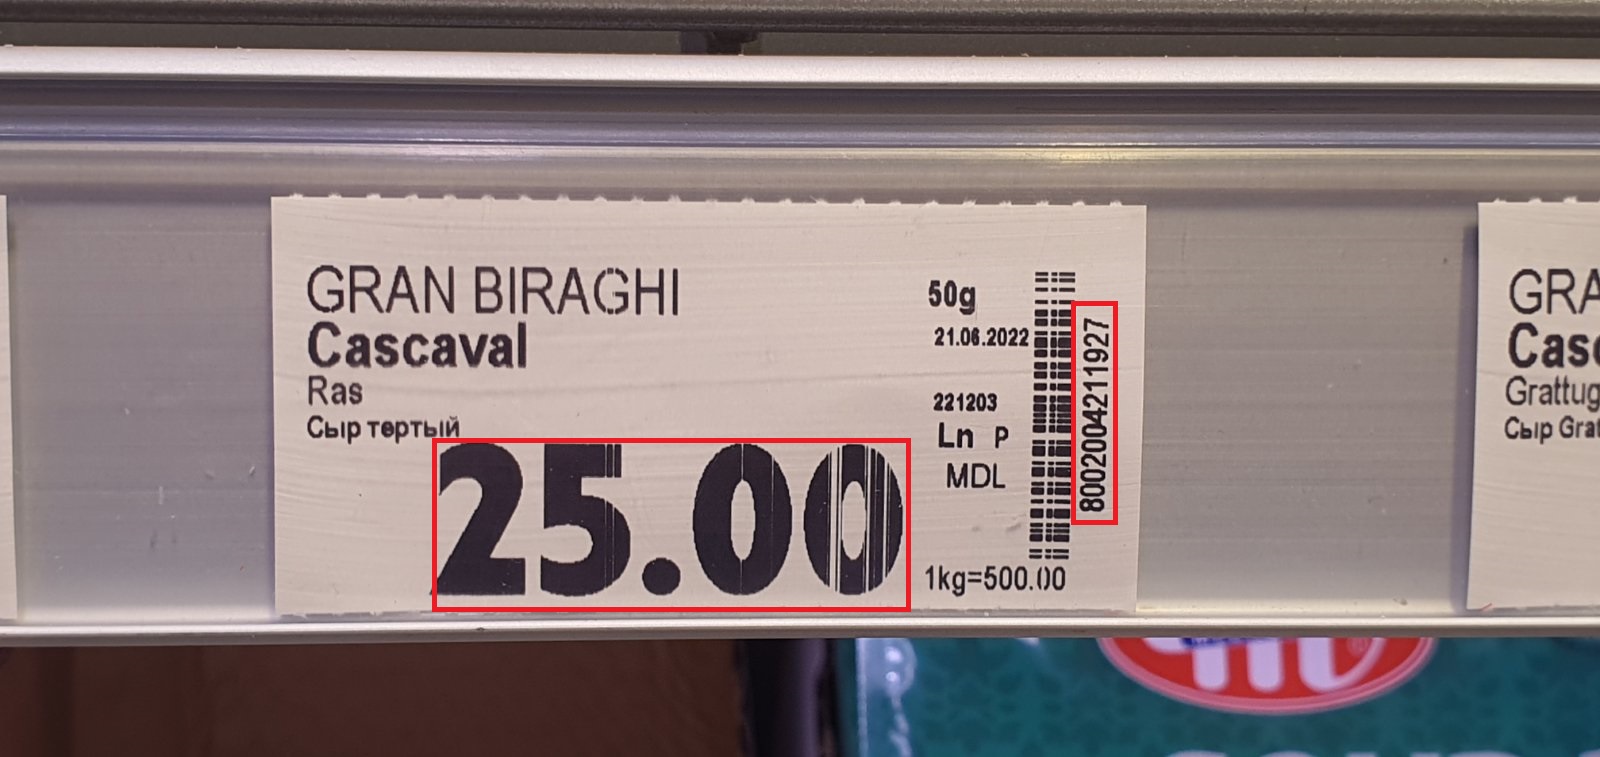 GRAN BIRAGHI
Cascaval
Ras
Сыр тертый
25.00
50g
21.06.2022
221203
Ln P
MDL
1kg=500.00
8002004211927
GRA
Casc
Grattug
Сыр Grat